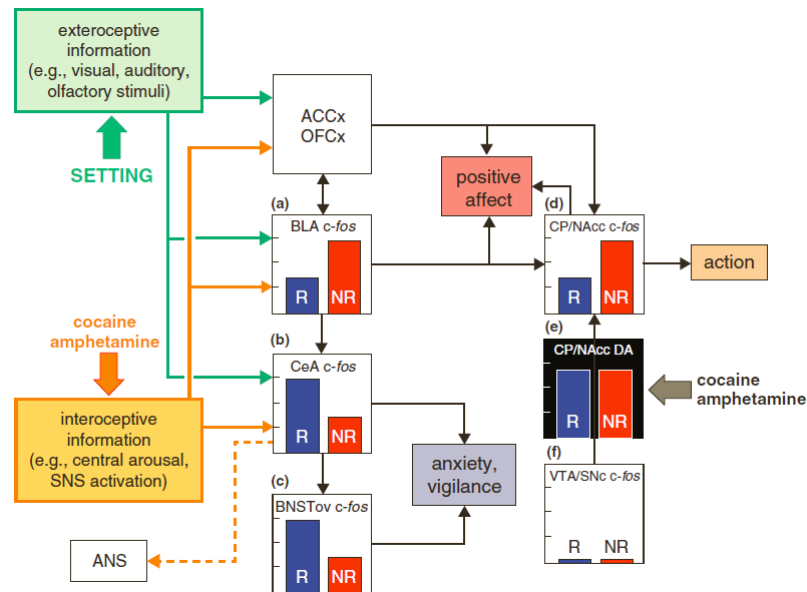 exteroceptive
information
(e.g., visual, auditory,
olfactory stimuli)
SETTING
ACCx
OFCx
positive
affect
(a)
BLA c-fos
R NR
(d)
CP/NAcc c-fos
R NR
action
cocaine
amphetamine
(b)
CeA c-fos
R NR
(e)
CP/NAcc DA
R NR
cocaine
amphetamine
interoceptive
information
(e.g., central arousal,
SNS activation)
anxiety,
vigilance
(c)
BNSTov c-fos
R NR
(f)
VTA/SNc c-fos
R NR
ANS